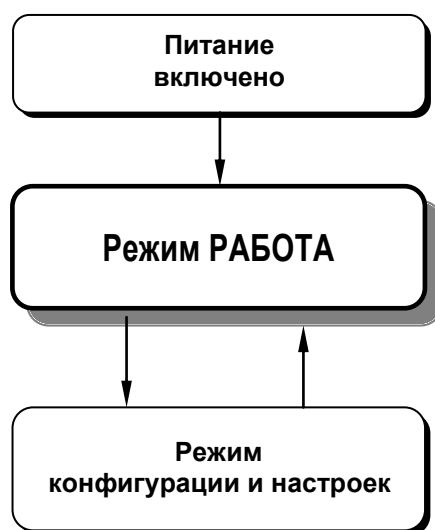 Питание
включено
Режим РАБОТА
Режим
конфигурации и настроек